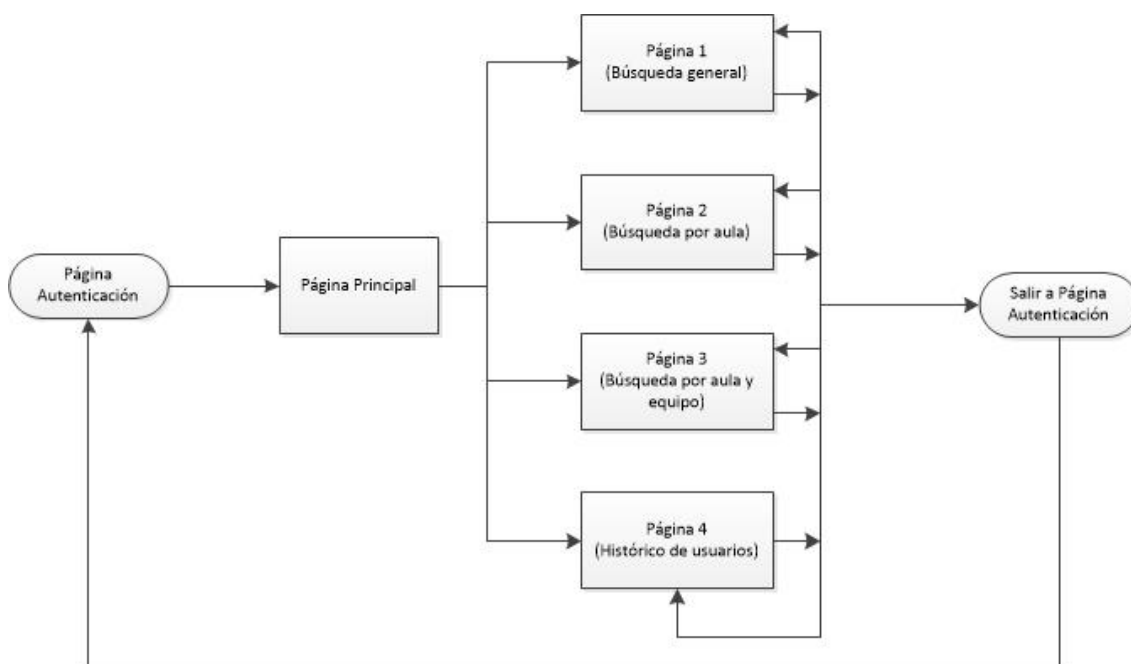 Página 1
(Búsqueda general)
Página 2
(Búsqueda por aula)
Página
Autenticación
Página Principal
Salir a Página
Autenticación
Página 3
(Búsqueda por aula y
equipo)
Página 4
(Histórico de usuarios)